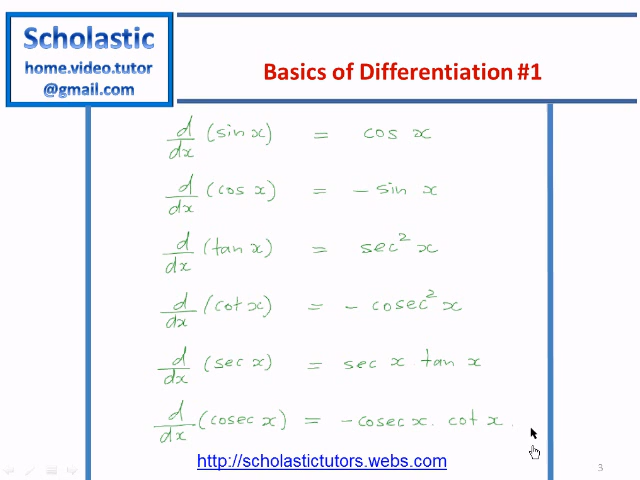 Scholastic
home.video.tutor
@gmail.com
Basics of Differentiation #1
d/dx (sin x) = cos x
d/dx (cos x) = - sin x
d/dx (tan x) = sec² x
d/dx (cot x) = - cosec² x
d/dx (sec x) = sec x tan x
d/dx (cosec x) = - cosec x . cot x .
http://scholastictutors.webs.com
3